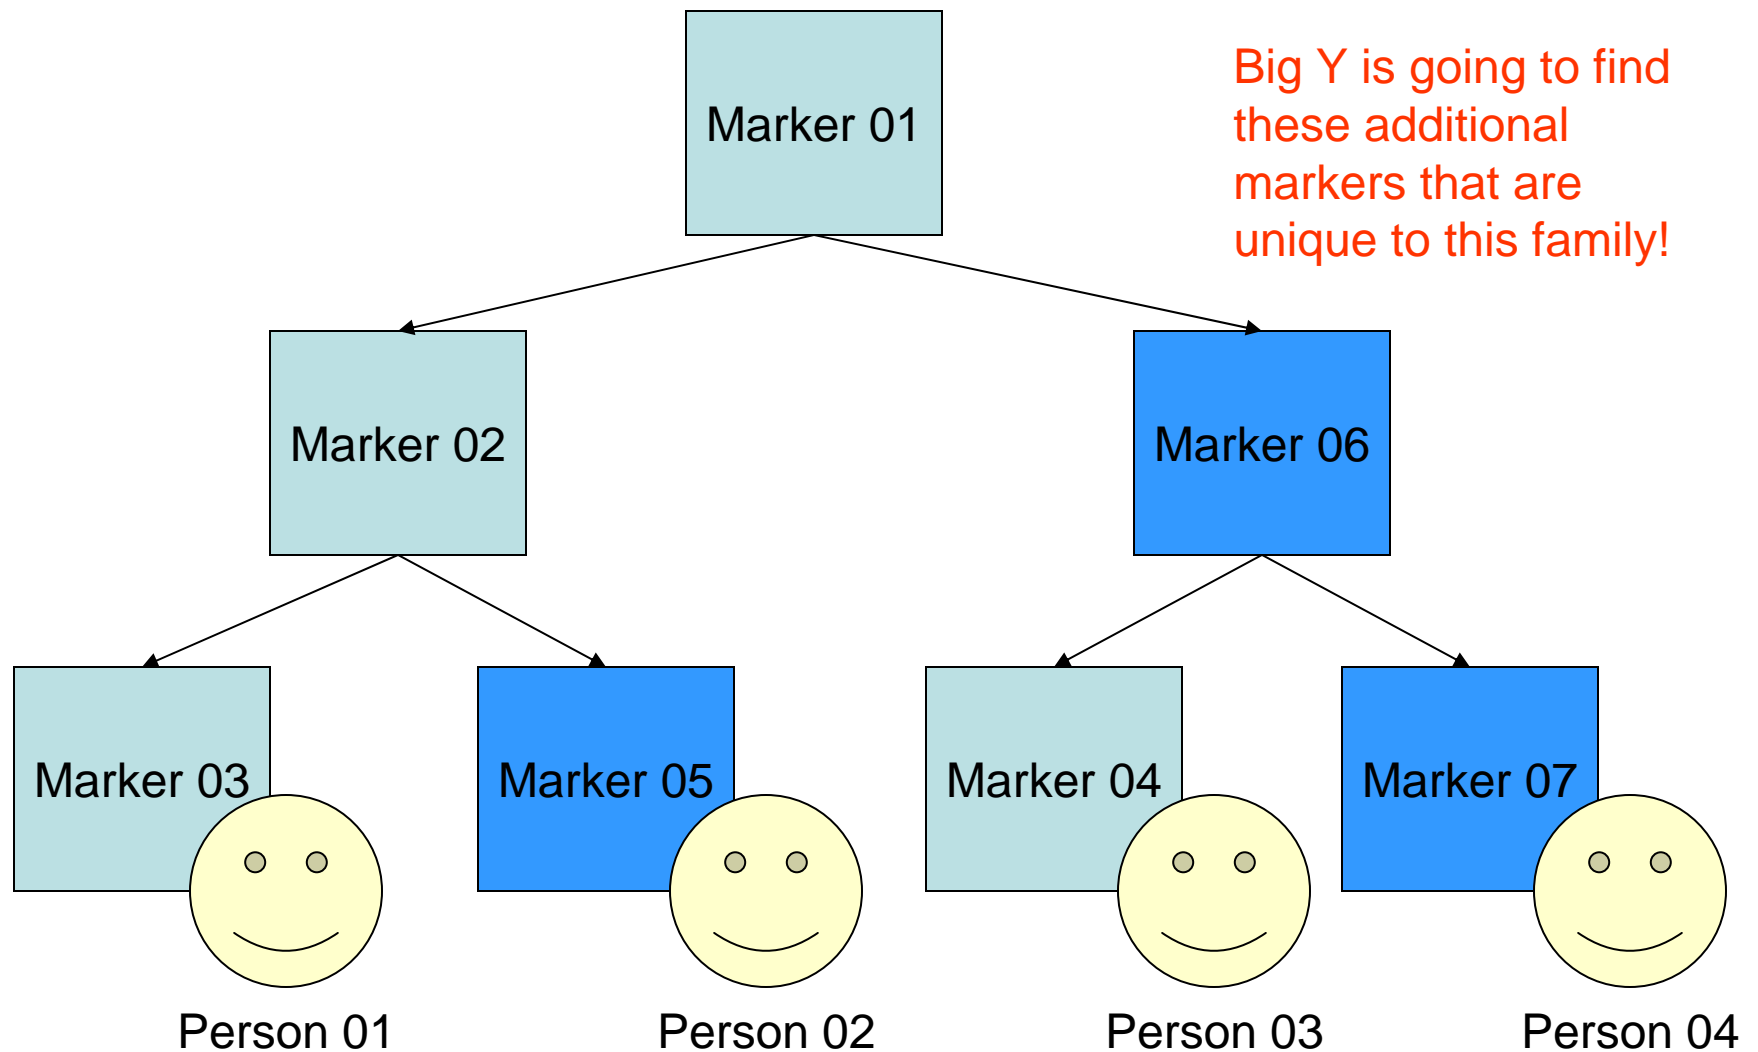 Marker 01
Big Y is going to find
these additional
markers that are
unique to this family!
Marker 02
Marker 06
Marker 03
Marker 05
Marker 04
Marker 07
Person 01
Person 02
Person 03
Person 04